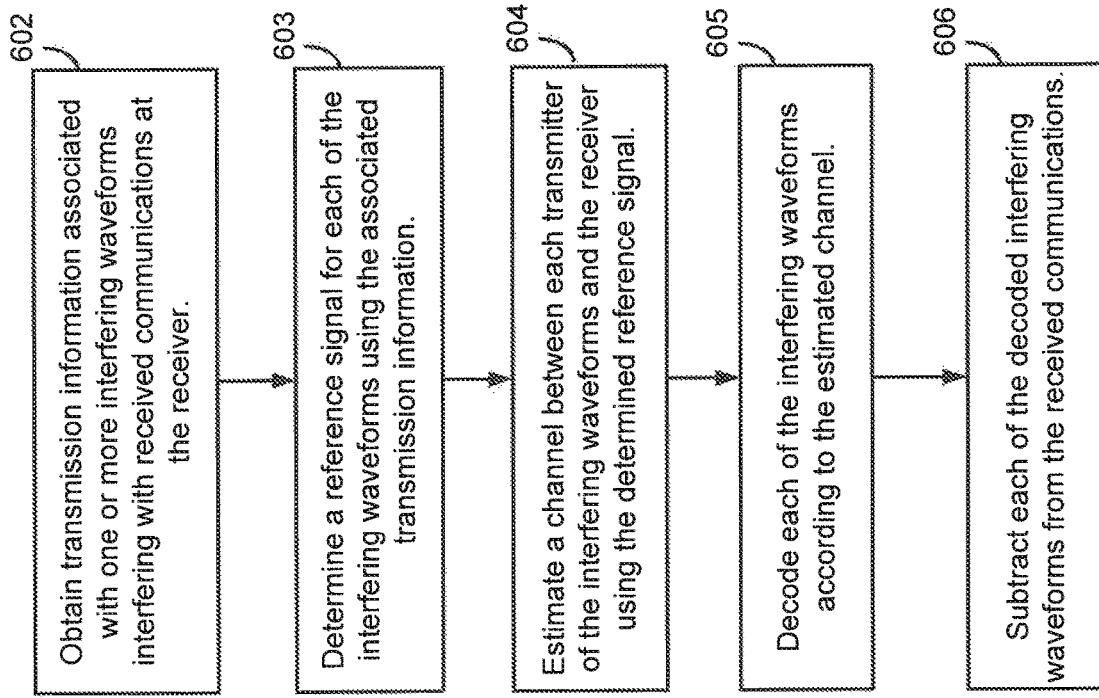 602
Obtain transmission information associated
with one or more interfering waveforms
interfering with received communications at
the receiver.
603
Determine a reference signal for each of the
interfering waveforms using the associated
transmission information.
604
Estimate a channel between each transmitter
of the interfering waveforms and the receiver
using the determined reference signal.
605
Decode each of the interfering waveforms
according to the estimated channel.
606
Subtract each of the decoded interfering
waveforms from the received communications.